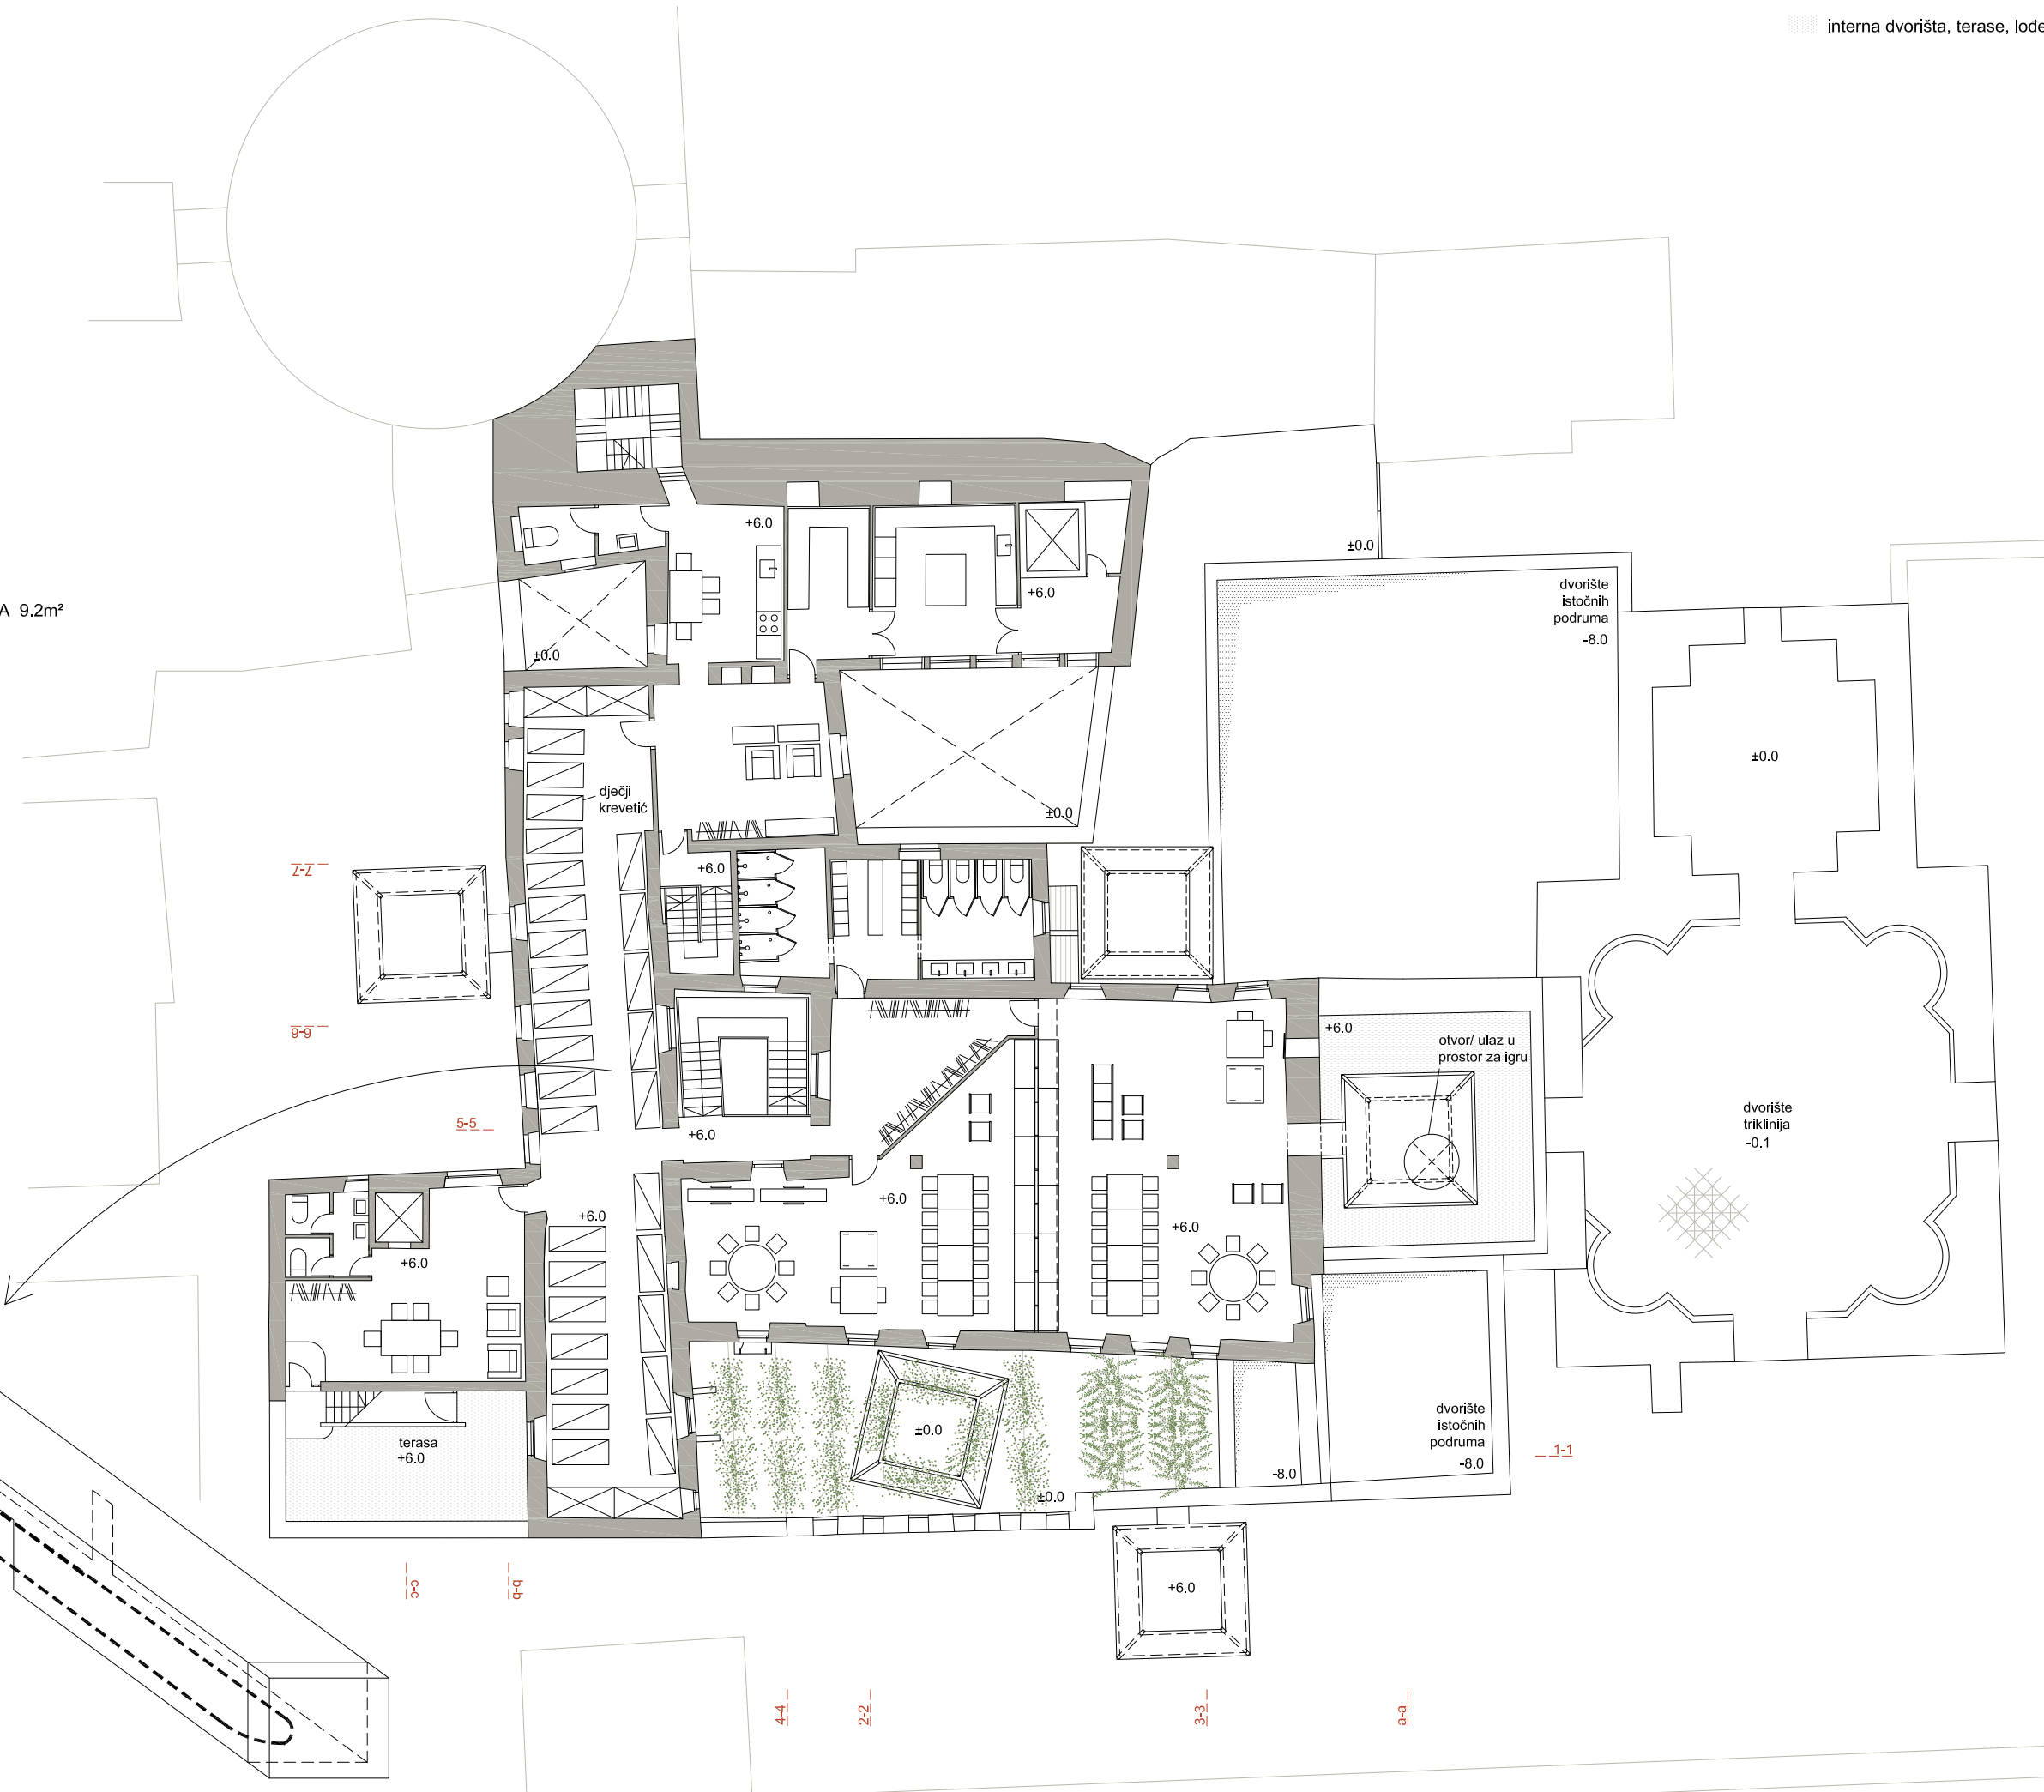 interna dvorišta, terase, lođe
+6.0
±0.0
dvorište
istočnih
podruma
-8.0
+6.0
A 9.2m²
±0.0
±0.0
dječji
krevetić
±0.0
7-7
+6.0
6-6
+6.0
otvor/ ulaz u
prostor za igru
dvorište
triklinija
-0.1
5-5
+6.0
+6.0
+6.0
+6.0
+6.0
dvorište
istočnih
podruma
-8.0
±0.0
terasa
+6.0
1-1
-8.0
±0.0
c-c
b-b
+6.0
4-4
2-2
3-3
a-a